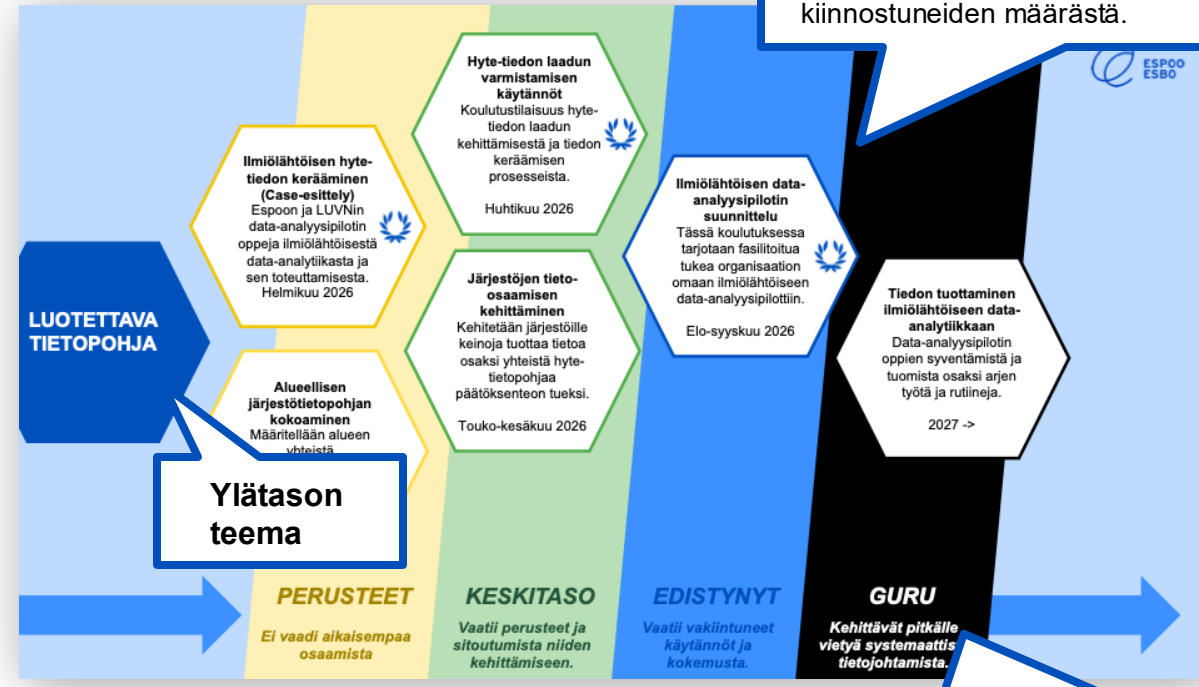 kiinnostuneiden määrästä.
ESPOO
ESBO
LUOTETTAVA
TIETOPOHJA
Ilmiölähtöisen hyte-
tiedon kerääminen
(Case-esittely)
Espoon ja LUVNin
data-analyysipilotin
oppeja ilmiölähtöisestä
data-analytiikasta ja
sen toteuttamisesta.
Helmikuu 2026
Alueellisen
järjestötietopohjan
kokoaminen
Määritellään alueen
yhteistä
Ylätason
teema
Hyte-tiedon laadun
varmistamisen
käytännöt
Koulutustilaisuus hyte-
tiedon laadun
kehittämisestä ja tiedon
keräämisen
prosesseista.
Huhtikuu 2026
Järjestöjen tieto-
osaamisen
kehittäminen
Kehitetään järjestöille
keinoja tuottaa tietoa
osaksi yhteistä hyte-
tietopohjaa
päätöksenteon tueksi.
Touko-kesäkuu 2026
Ilmiölähtöisen data-
analyysipilotin
suunnittelu
Tässä koulutuksessa
tarjotaan fasilitoitua
tukea organisaation
omaan ilmiölähtöiseen
data-analyysipilottiin.
Elo-syyskuu 2026
Tiedon tuottaminen
ilmiölähtöiseen data-
analytiikkaan
Data-analyysipilotin
oppien syventämistä ja
tuomista osaksi arjen
työtä ja rutiineja.
2027 ->
PERUSTEET
Ei vaadi aikaisempaa
osaamista
KESKITASO
Vaatii perusteet ja
sitoutumista niiden
kehittämiseen.
EDISTYNYT
Vaatii vakiintuneet
käytännöt ja
kokemusta.
GURU
Kehittävät pitkälle
vietyä systemaattis
tietojohtamista.